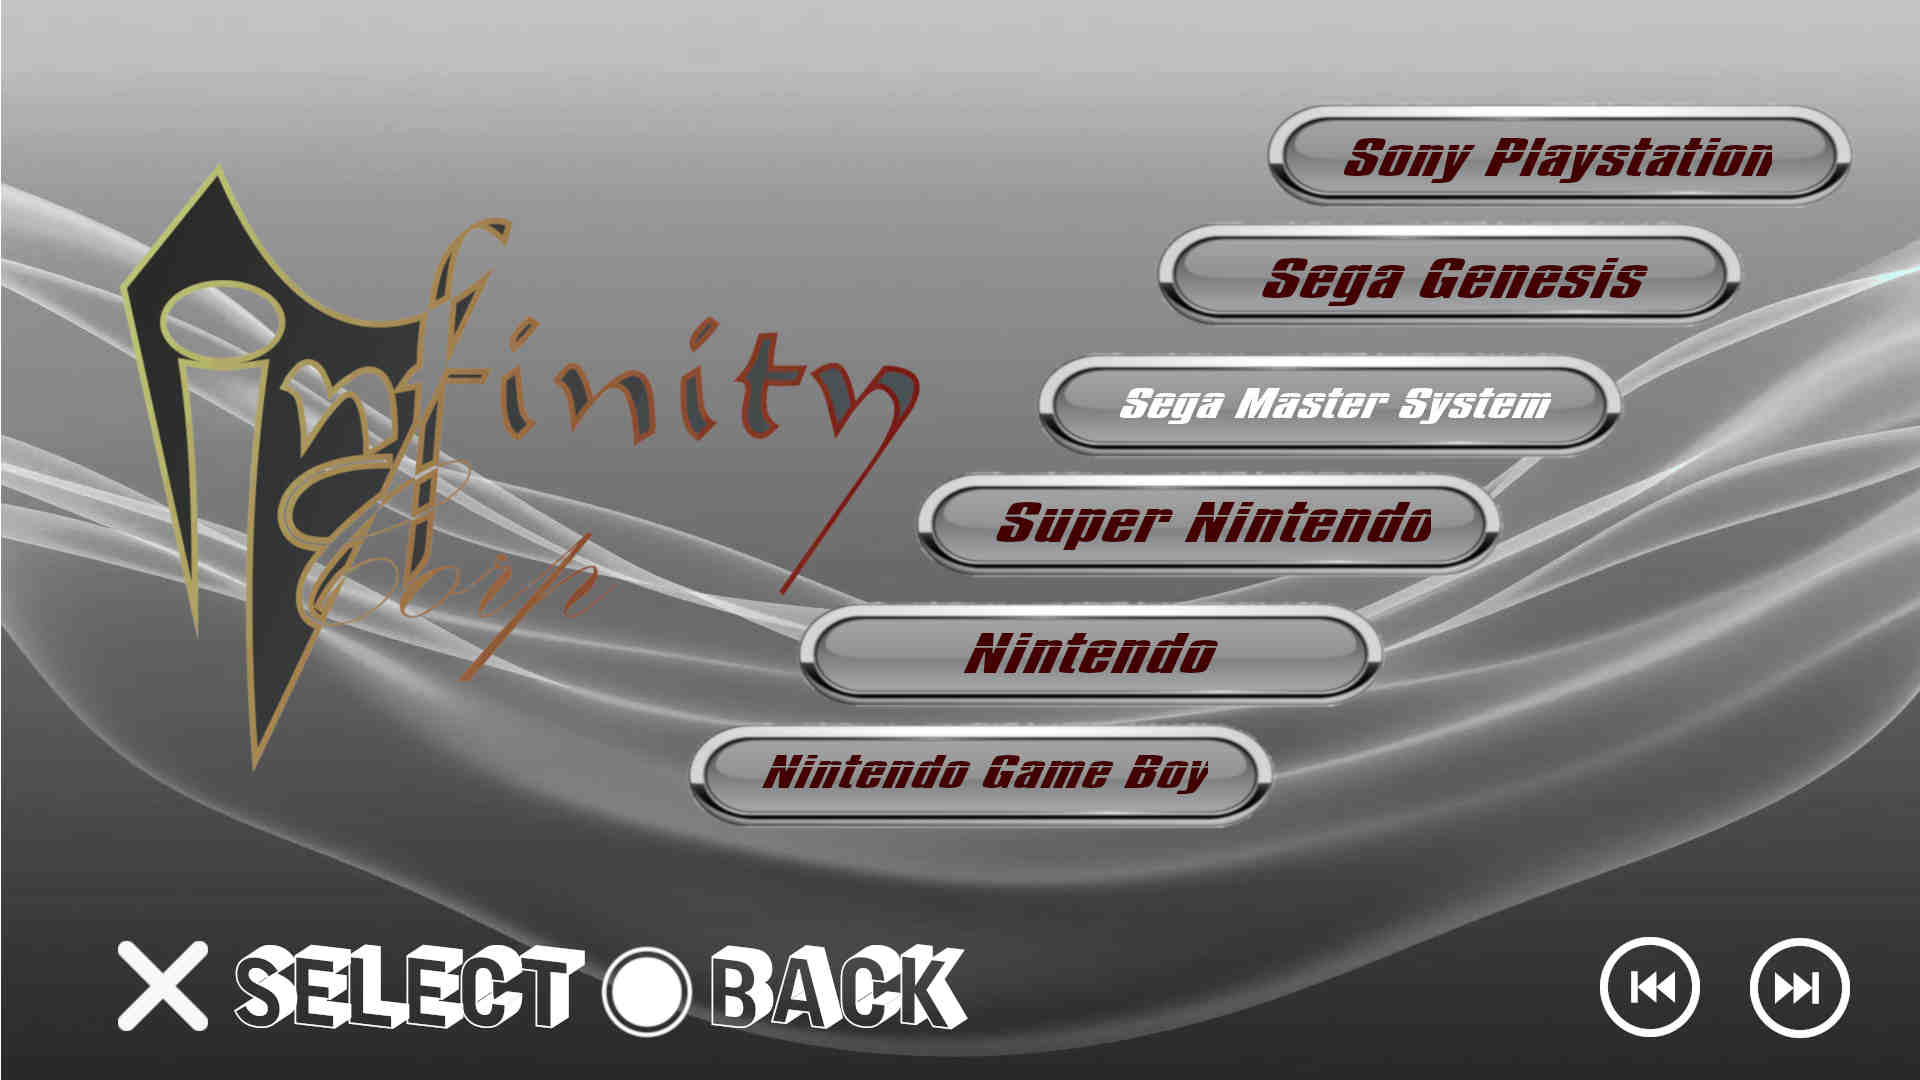 Infinity
Corp
Sony Playstation
Sega Genesis
Sega Master System
Super Nintendo
Nintendo
Nintendo Game Boy
SELECT BACK